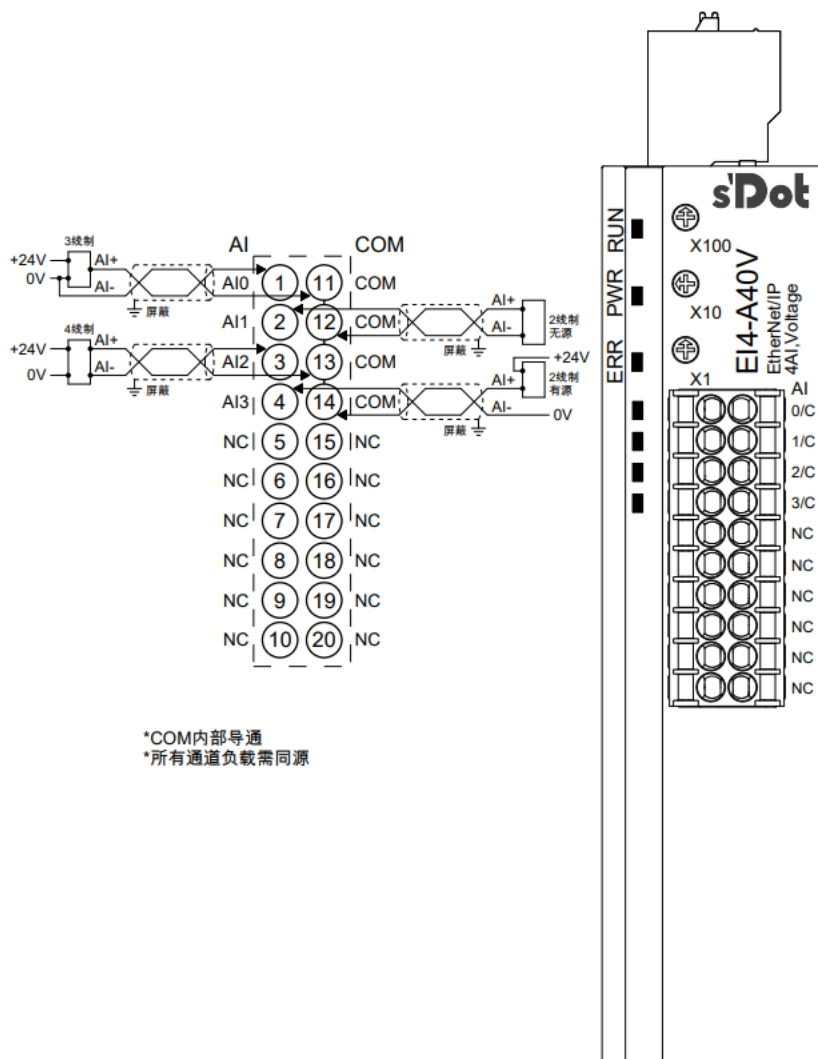 AI
COM
3线制
+24V
0V
AI+
AI-
屏蔽
AI0
1
11
COM
AI1
2
12
COM
AI+
AI-
2线制
无源
屏蔽
4线制
+24V
0V
AI+
AI-
屏蔽
AI2
3
13
COM
+24V
AI+
2线制
有源
AI-
0V
屏蔽
AI3
4
14
COM
NC
5
15
NC
NC
6
16
NC
NC
7
17
NC
NC
8
18
NC
NC
9
19
NC
NC
10
20
NC
*COM内部导通
*所有通道负载需同源
s'Dot
RUN
PWR
ERR
X100
X10
X1
EI4-A40V
EtherNet/IP
4AI,Voltage
AI
0/C
1/C
2/C
3/C
NC
NC
NC
NC
NC
NC